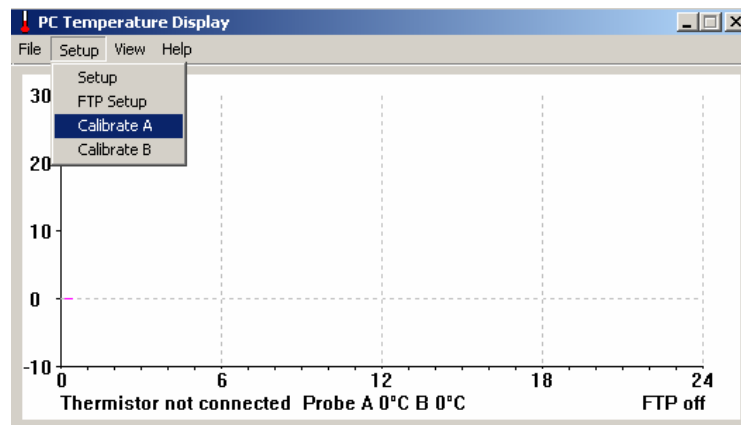 PC Temperature Display
File Setup View Help
Setup
FTP Setup
Calibrate A
Calibrate B
30
20
10
0
-10
0 6 12 18 24
Thermistor not connected Probe A 0°C B 0°C FTP off